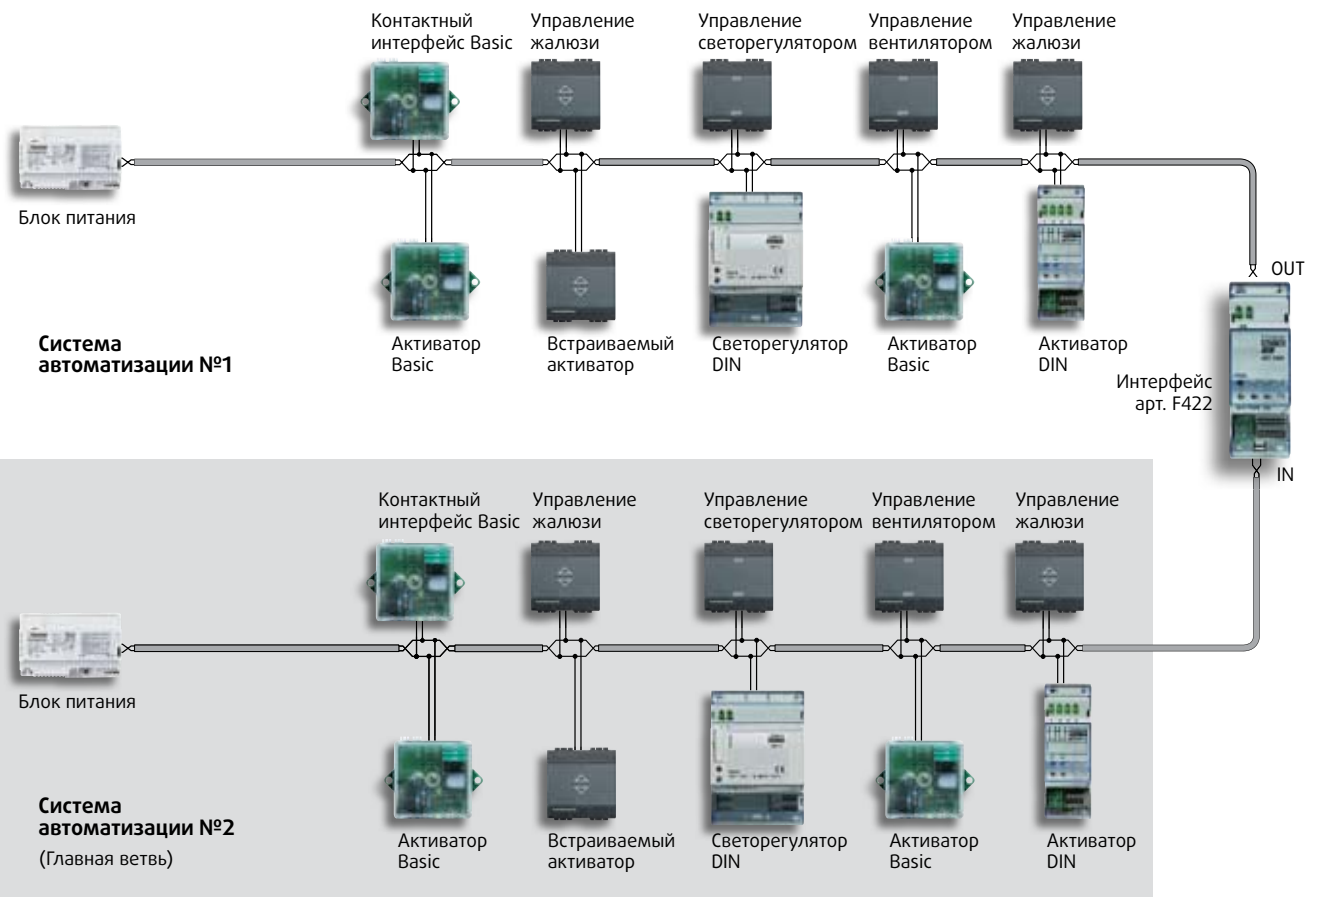 Контактный
интерфейс Basic
Управление
жалюзи
Управление
светорегулятором
Управление
вентилятором
Управление
жалюзи
Блок питания
OUT
Система
автоматизации №1
Активатор
Basic
Встраиваемый
активатор
Светорегулятор
DIN
Активатор
Basic
Активатор
DIN
Интерфейс
арт. F422
IN
Контактный
интерфейс Basic
Управление
жалюзи
Управление
светорегулятором
Управление
вентилятором
Управление
жалюзи
Блок питания
Система
автоматизации №2
(Главная ветвь)
Активатор
Basic
Встраиваемый
активатор
Светорегулятор
DIN
Активатор
Basic
Активатор
DIN